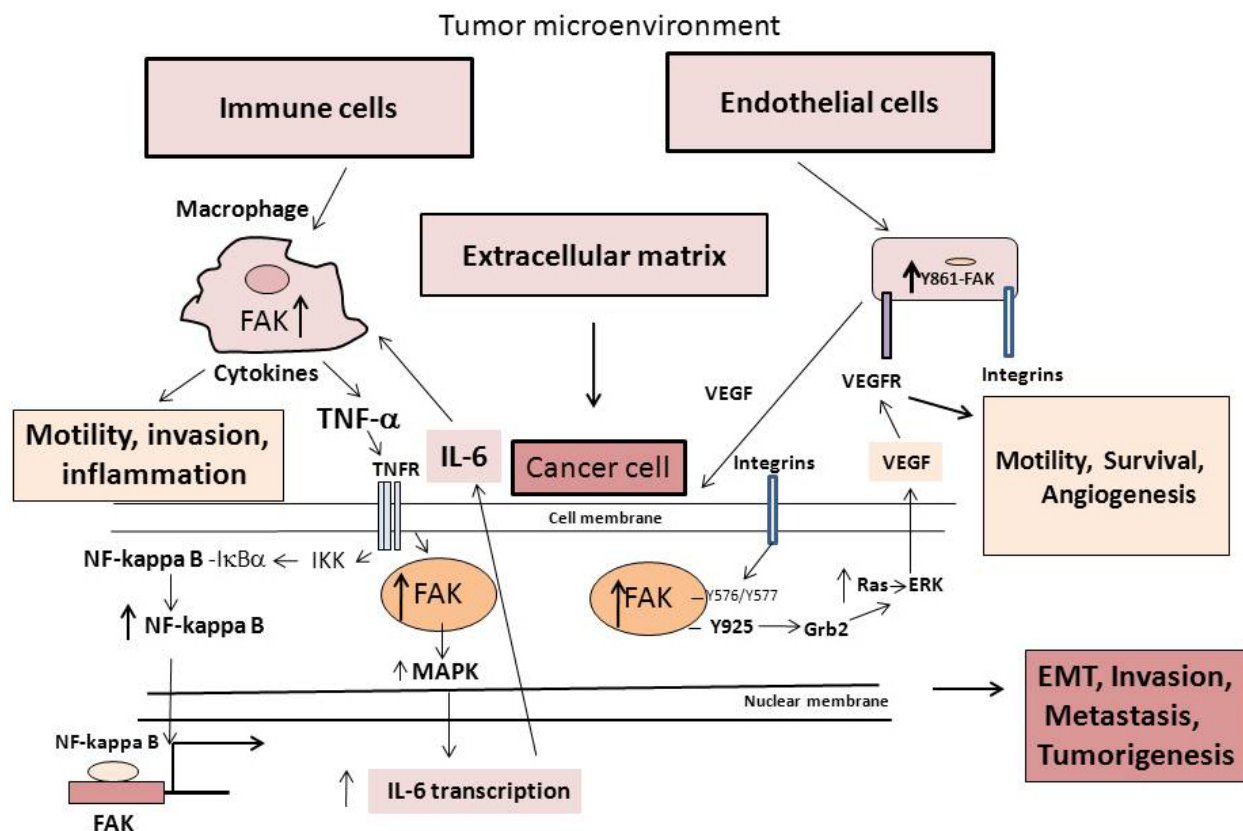 Tumor microenvironment
Immune cells
Endothelial cells
Macrophage
Extracellular matrix
Y861-FAK
FAK
Cytokines
VEGF
VEGFR
Integrins
TNF-α
Motility, invasion,
inflammation
TNFR
IL-6
Cancer cell
Integrins
VEGF
Motility, Survival,
Angiogenesis
Cell membrane
NF-kappa B -IκBα
IKK
FAK
FAK
Y576/Y577
Ras
ERK
NF-kappa B
Y925
Grb2
MAPK
Nuclear membrane
EMT, Invasion,
Metastasis,
Tumorigenesis
NF-kappa B
IL-6 transcription
FAK